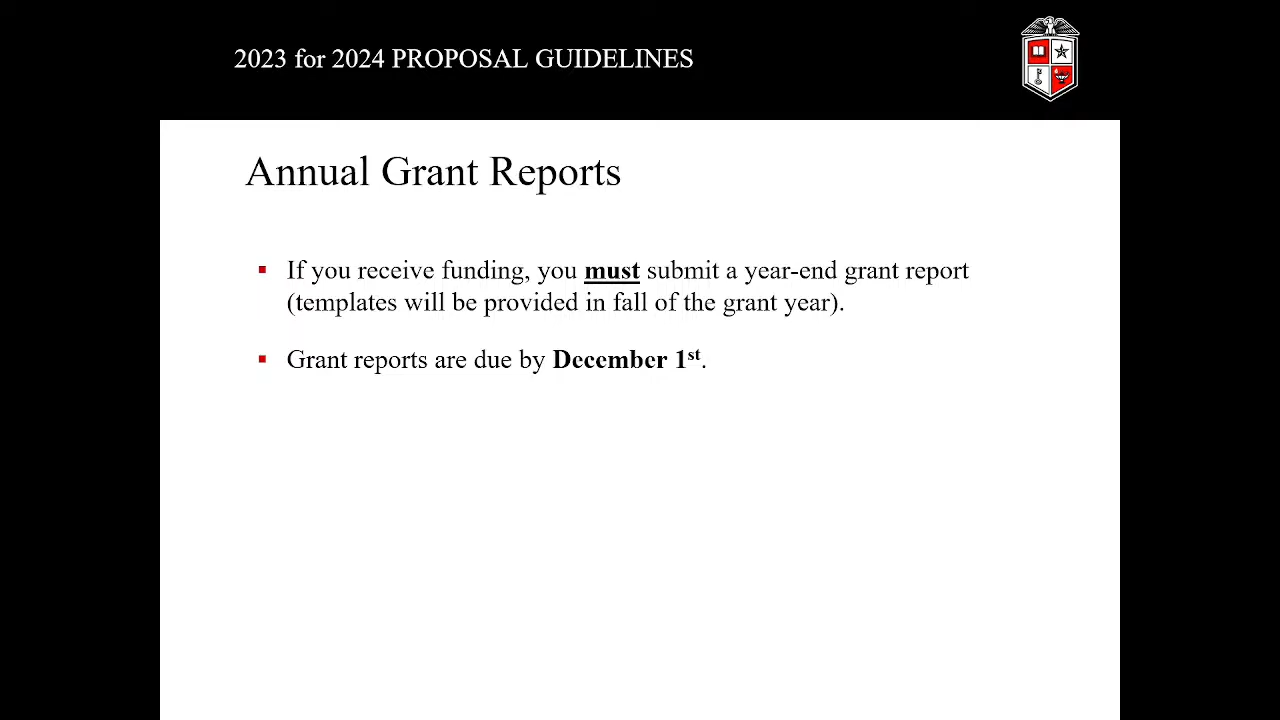 2023 for 2024 PROPOSAL GUIDELINES
Annual Grant Reports
▪ If you receive funding, you must submit a year-end grant report
(templates will be provided in fall of the grant year).
▪ Grant reports are due by December 1st.